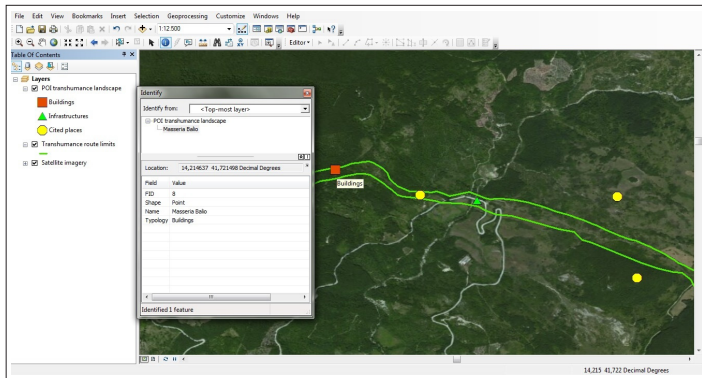 File Edit View Bookmarks Insert Selection Geoprocessing Customize Windows Help
1:12.500
Editor
Table Of Contents
Layers
POI transhumance landscape
Buildings
Infrastructures
Cited places
Transhumance route limits
Satellite imagery
Identify
Identify from: <Top-most layer>
POI transhumance landscape
Masseria Balio
Location: 14,214637 41,721498 Decimal Degrees
Field Value
FID 8
Shape Point
Name Masseria Balio
Typology Buildings
Identified 1 feature
Buildings
14,215 41,722 Decimal Degrees